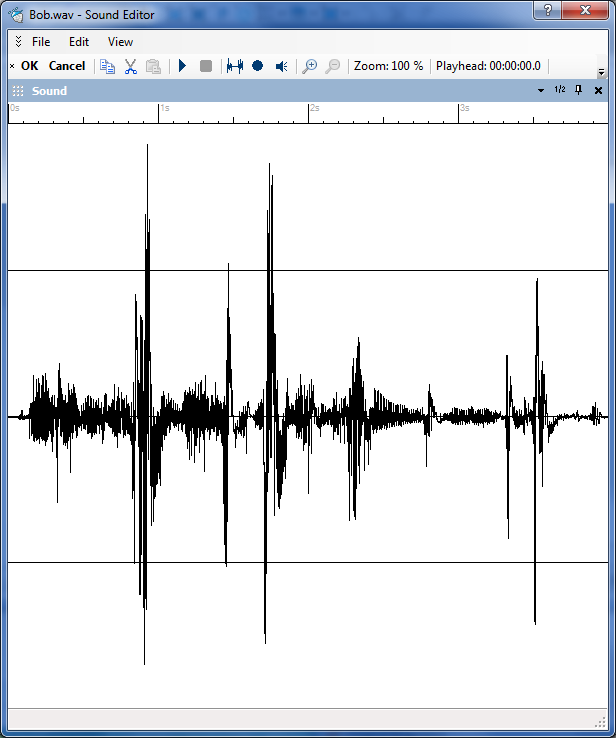 Bob.wav - Sound Editor
File Edit View
OK Cancel Zoom: 100 % Playhead: 00:00:00.0
Sound 1/2
0s 1s 2s 3s